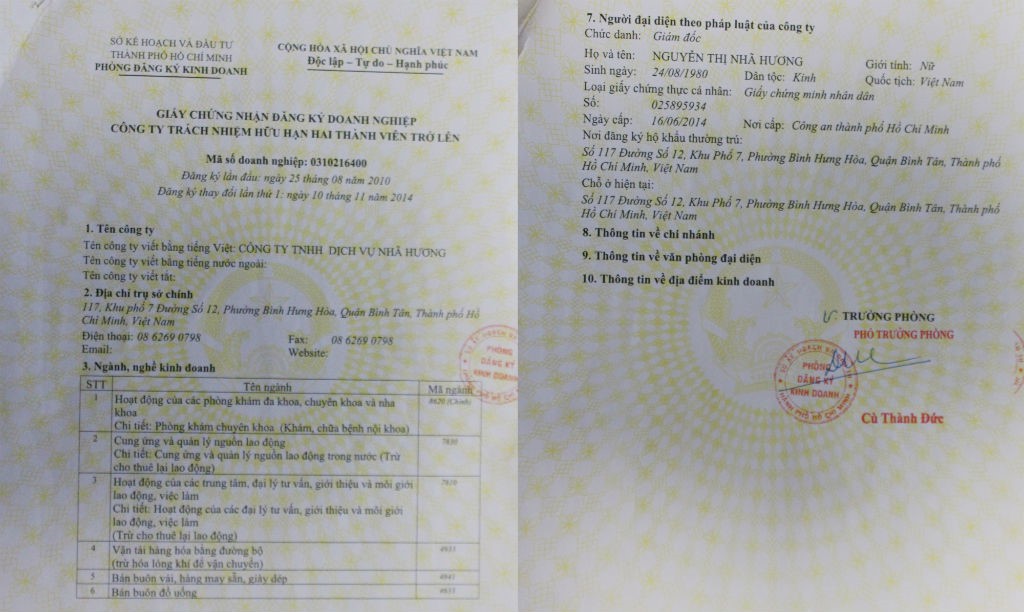 SỞ KẾ HOẠCH VÀ ĐẦU TƯ
THÀNH PHỐ HỒ CHÍ MINH
PHÒNG ĐĂNG KÝ KINH DOANH
CỘNG HÒA XÃ HỘI CHỦ NGHĨA VIỆT NAM
Độc lập – Tự do – Hạnh phúc
GIẤY CHỨNG NHẬN ĐĂNG KÝ DOANH NGHIỆP
CÔNG TY TRÁCH NHIỆM HỮU HẠN HAI THÀNH VIÊN TRỞ LÊN
Mã số doanh nghiệp: 0310216400
Đăng ký lần đầu: ngày 25 tháng 08 năm 2010
Đăng ký thay đổi lần thứ 1: ngày 10 tháng 11 năm 2014
1. Tên công ty
Tên công ty viết bằng tiếng Việt: CÔNG TY TNHH DỊCH VỤ NHÃ HƯƠNG
Tên công ty viết bằng tiếng nước ngoài:
Tên công ty viết tắt:
2. Địa chỉ trụ sở chính
117, Khu phố 7 Đường Số 12, Phường Bình Hưng Hòa, Quận Bình Tân, Thành phố Hồ
Chí Minh, Việt Nam
Điện thoại: 08 6269 0798 Fax: 08 6269 0798
Email: Website:
3. Ngành, nghề kinh doanh
STT Tên ngành Mã ngành
1 Hoạt động của các phòng khám đa khoa, chuyên khoa và nha 8620 (Chính)
khoa
Chi tiết: Phòng khám chuyên khoa (Khám, chữa bệnh nội khoa)
2 Cung ứng và quản lý nguồn lao động 7830
Chi tiết: Cung ứng và quản lý nguồn lao động trong nước (Trừ
cho thuê lại lao động)
3 Hoạt động của các trung tâm, đại lý tư vấn, giới thiệu và môi giới 7810
lao động, việc làm
Chi tiết: Hoạt động của các đại lý tư vấn, giới thiệu và môi giới
lao động, việc làm
(Trừ cho thuê lại lao động)
4 Vận tải hàng hóa bằng đường bộ 4933
(trừ hóa lỏng khí để vận chuyển)
5 Bán buôn vải, hàng may sẵn, giày dép 4641
6 Bán buôn đồ uống 4633
PHÒNG
ĐĂNG KÝ
KINH DOANH
7. Người đại diện theo pháp luật của công ty
Chức danh: Giám đốc
Họ và tên: NGUYỄN THỊ NHÃ HƯƠNG Giới tính: Nữ
Sinh ngày: 24/08/1980 Dân tộc: Kinh Quốc tịch: Việt Nam
Loại giấy chứng thực cá nhân: Giấy chứng minh nhân dân
Số: 025895934
Ngày cấp: 16/06/2014 Nơi cấp: Công an thành phố Hồ Chí Minh
Nơi đăng ký hộ khẩu thường trú:
Số 117 Đường Số 12, Khu Phố 7, Phường Bình Hưng Hòa, Quận Bình Tân, Thành phố
Hồ Chí Minh, Việt Nam
Chỗ ở hiện tại:
Số 117 Đường Số 12, Khu Phố 7, Phường Bình Hưng Hòa, Quận Bình Tân, Thành phố
Hồ Chí Minh, Việt Nam
8. Thông tin về chi nhánh
9. Thông tin về văn phòng đại diện
10. Thông tin về địa điểm kinh doanh
TRƯỞNG PHÒNG
PHÓ TRƯỞNG PHÒNG
PHÒNG
ĐĂNG KÝ
KINH DOANH
THÀNH PHỐ HỒ CHÍ MINH
Cù Thành Đức